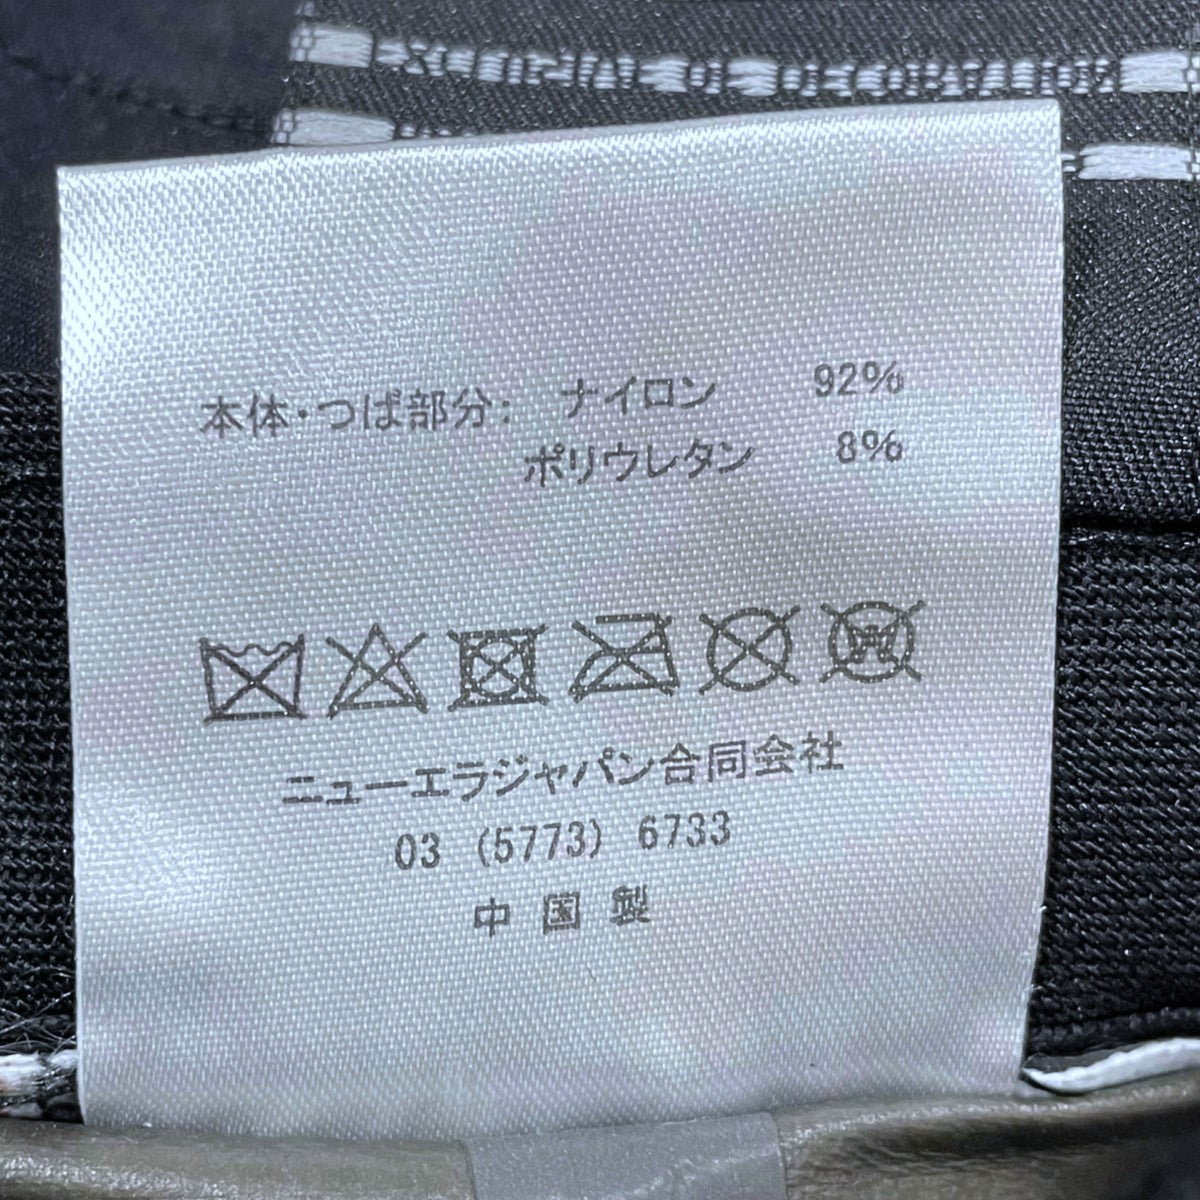 本体・つば部分: ナイロン 92%
ポリウレタン 8%
W
ニューエラジャパン合同会社
03 (5773) 6733
中国製